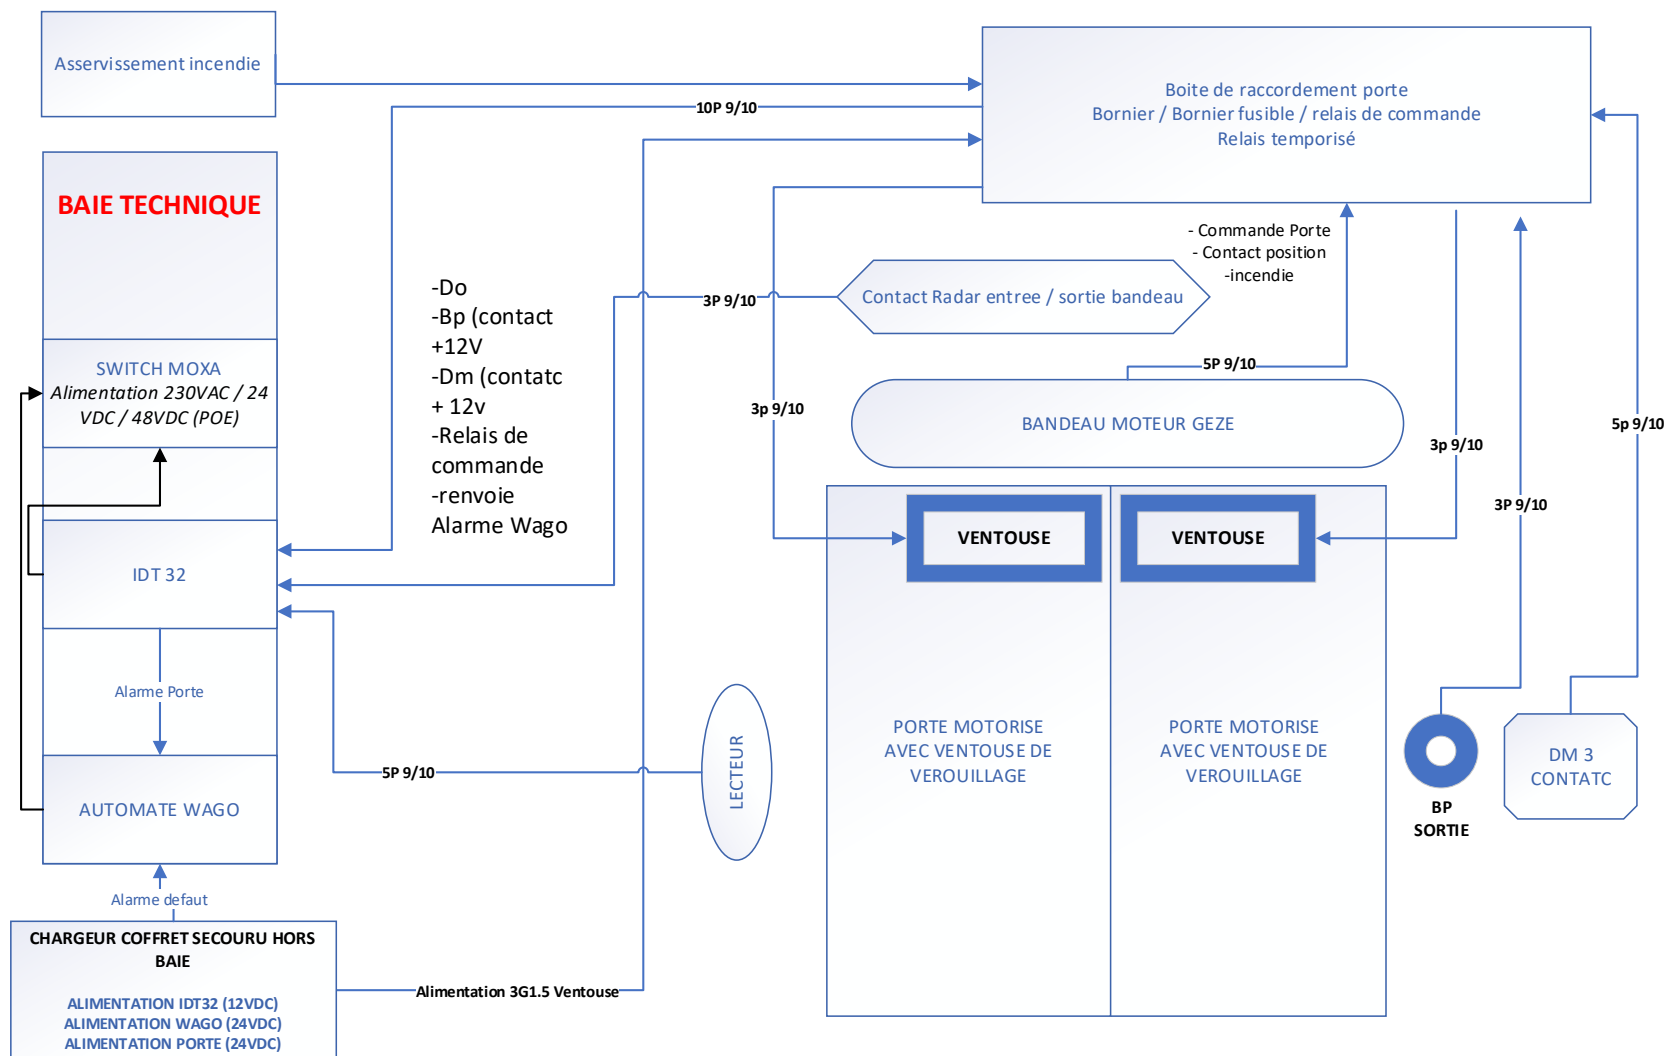 Asservissement incendie
Boite de raccordement porte
Bornier / Bornier fusible / relais de commande
Relais temporisé
10P 9/10
BAIE TECHNIQUE
- Commande Porte
- Contact position
-incendie
-Do
-Bp (contact
+12V
-Dm (contatc
+ 12v
-Relais de
commande
-renvoie
Alarme Wago
3P 9/10
Contact Radar entree / sortie bandeau
SWITCH MOXA
Alimentation 230VAC / 24
VDC / 48VDC (POE)
5P 9/10
3p 9/10
BANDEAU MOTEUR GEZE
3p 9/10
5p 9/10
3P 9/10
VENTOUSE
VENTOUSE
IDT 32
Alarme Porte
PORTE MOTORISE
AVEC VENTOUSE DE
VEROUILLAGE
PORTE MOTORISE
AVEC VENTOUSE DE
VEROUILLAGE
LECTEUR
5P 9/10
DM 3
CONTATC
BP
SORTIE
AUTOMATE WAGO
Alarme defaut
CHARGEUR COFFRET SECOURU HORS
BAIE
ALIMENTATION IDT32 (12VDC)
ALIMENTATION WAGO (24VDC)
ALIMENTATION PORTE (24VDC)
Alimentation 3G1.5 Ventouse